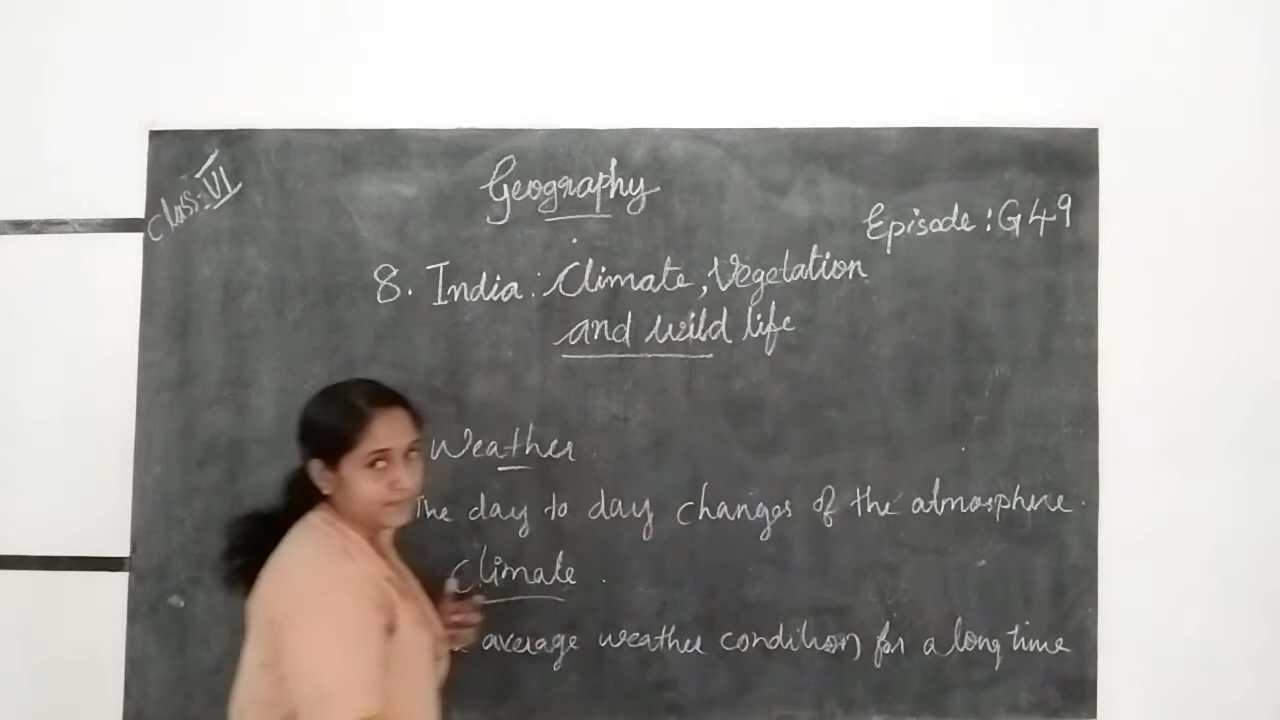 Class: VI
Geography
Episode: G49
8. India: Climate, Vegetation
and wild life
Weather
The day to day changes of the atmosphere.
Climate
average weather conditions for a long time